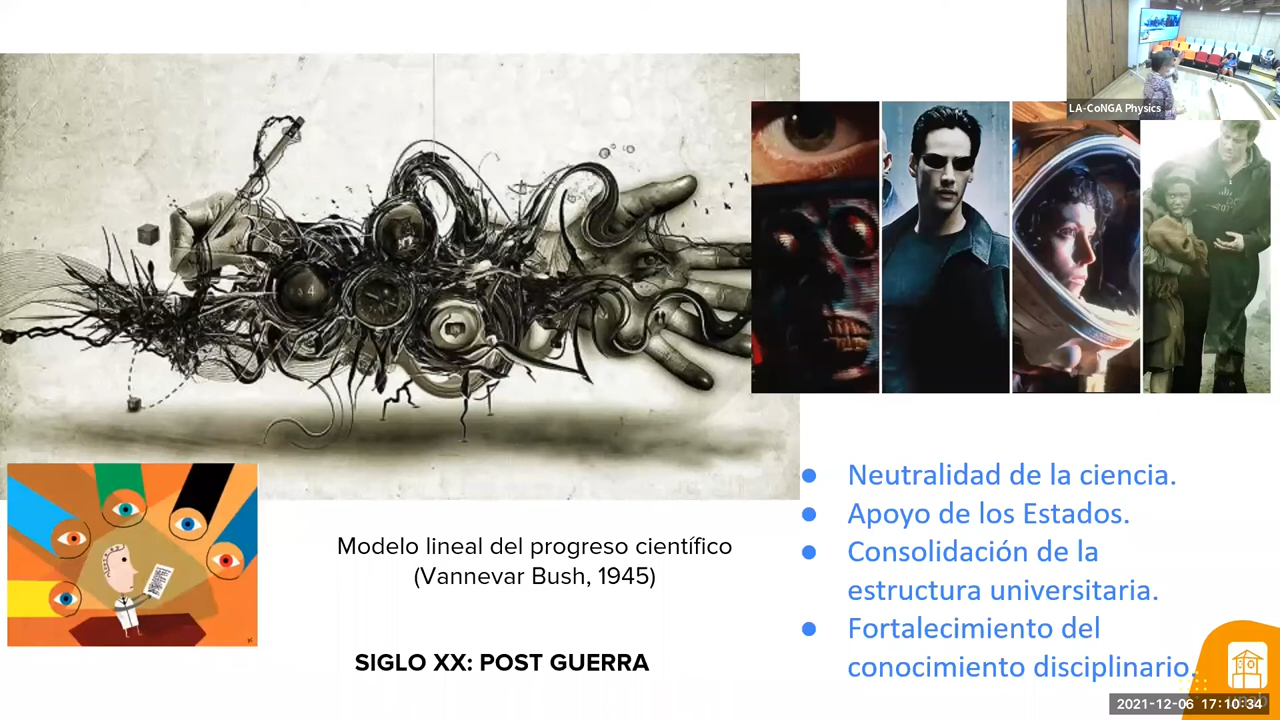 LA-CoNGA Physics
Neutralidad de la ciencia.
Apoyo de los Estados.
Consolidación de la
estructura universitaria.
Fortalecimiento del
conocimiento disciplinario.
Modelo lineal del progreso científico
(Vannevar Bush, 1945)
SIGLO XX: POST GUERRA
2021-12-06 17:10:34